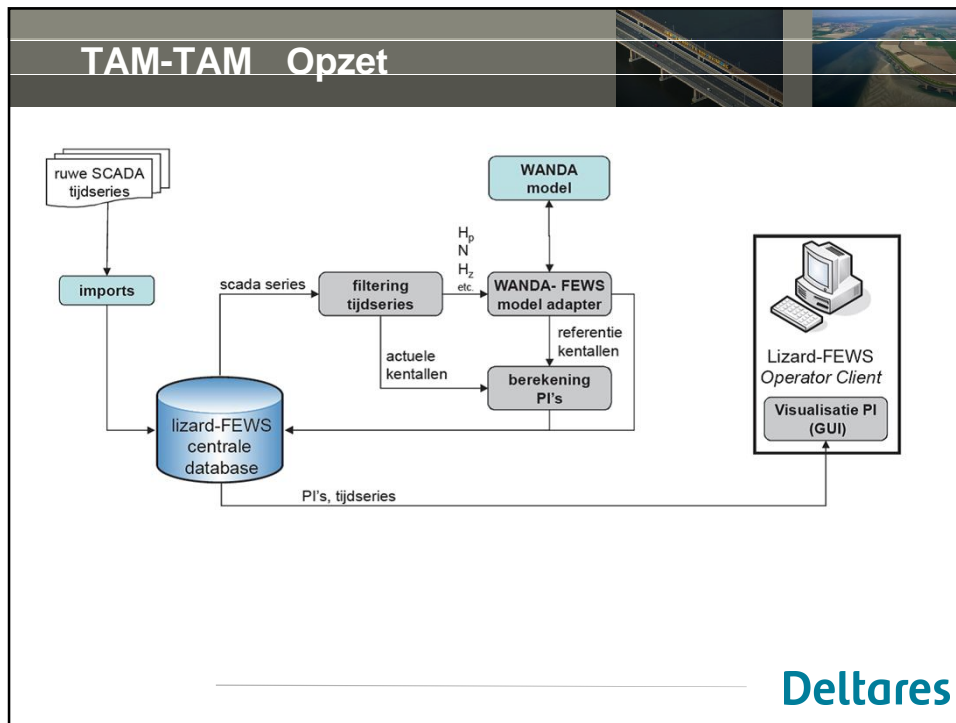 TAM-TAM Opzet
ruwe SCADA
tijdseries
WANDA
model
Hp
N
Hz
etc.
imports
scada series
filtering
tijdseries
WANDA- FEWS
model adapter
referentie
kentallen
actuele
kentallen
berekening
PI's
lizard-FEWS
centrale
database
PI's, tijdseries
Lizard-FEWS
Operator Client
Visualisatie PI
(GUI)
Deltares